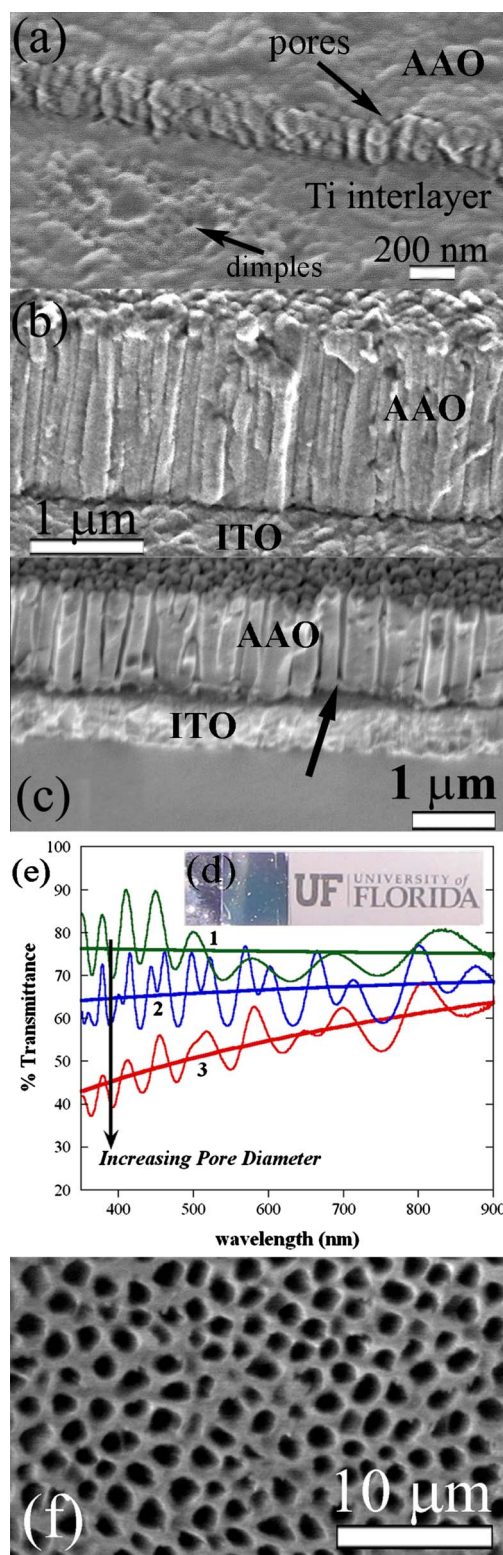 (a)
pores
AAO
Ti interlayer
dimples
200 nm
(b)
AAO
1 μm
ITO
AAO
ITO
(c)
1 μm
(e)
(d)
UF UNIVERSITY of
FLORIDA
100
90
80
70
60
50
40
30
20
% Transmittance
1
2
3
Increasing Pore Diameter
400 500 600 700 800 900
wavelength (nm)
(f)
10 μm